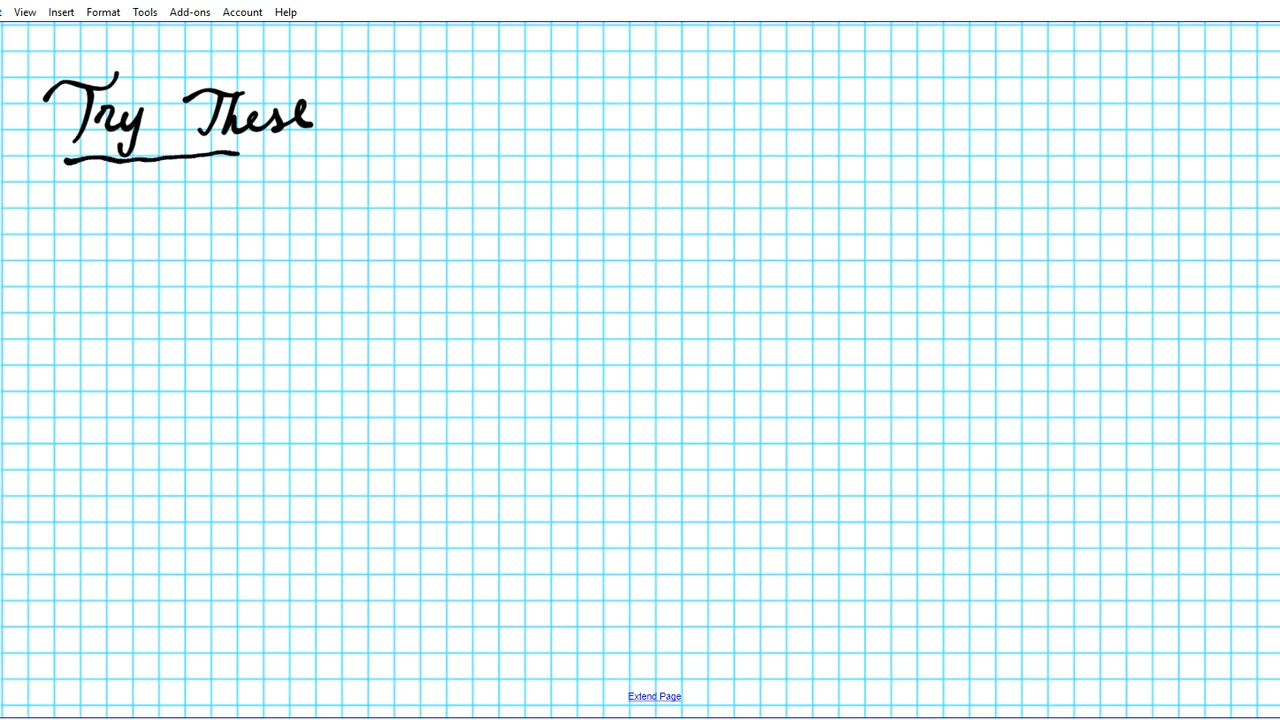 View Insert Format Tools Add-ons Account Help
Try These
Extend Page